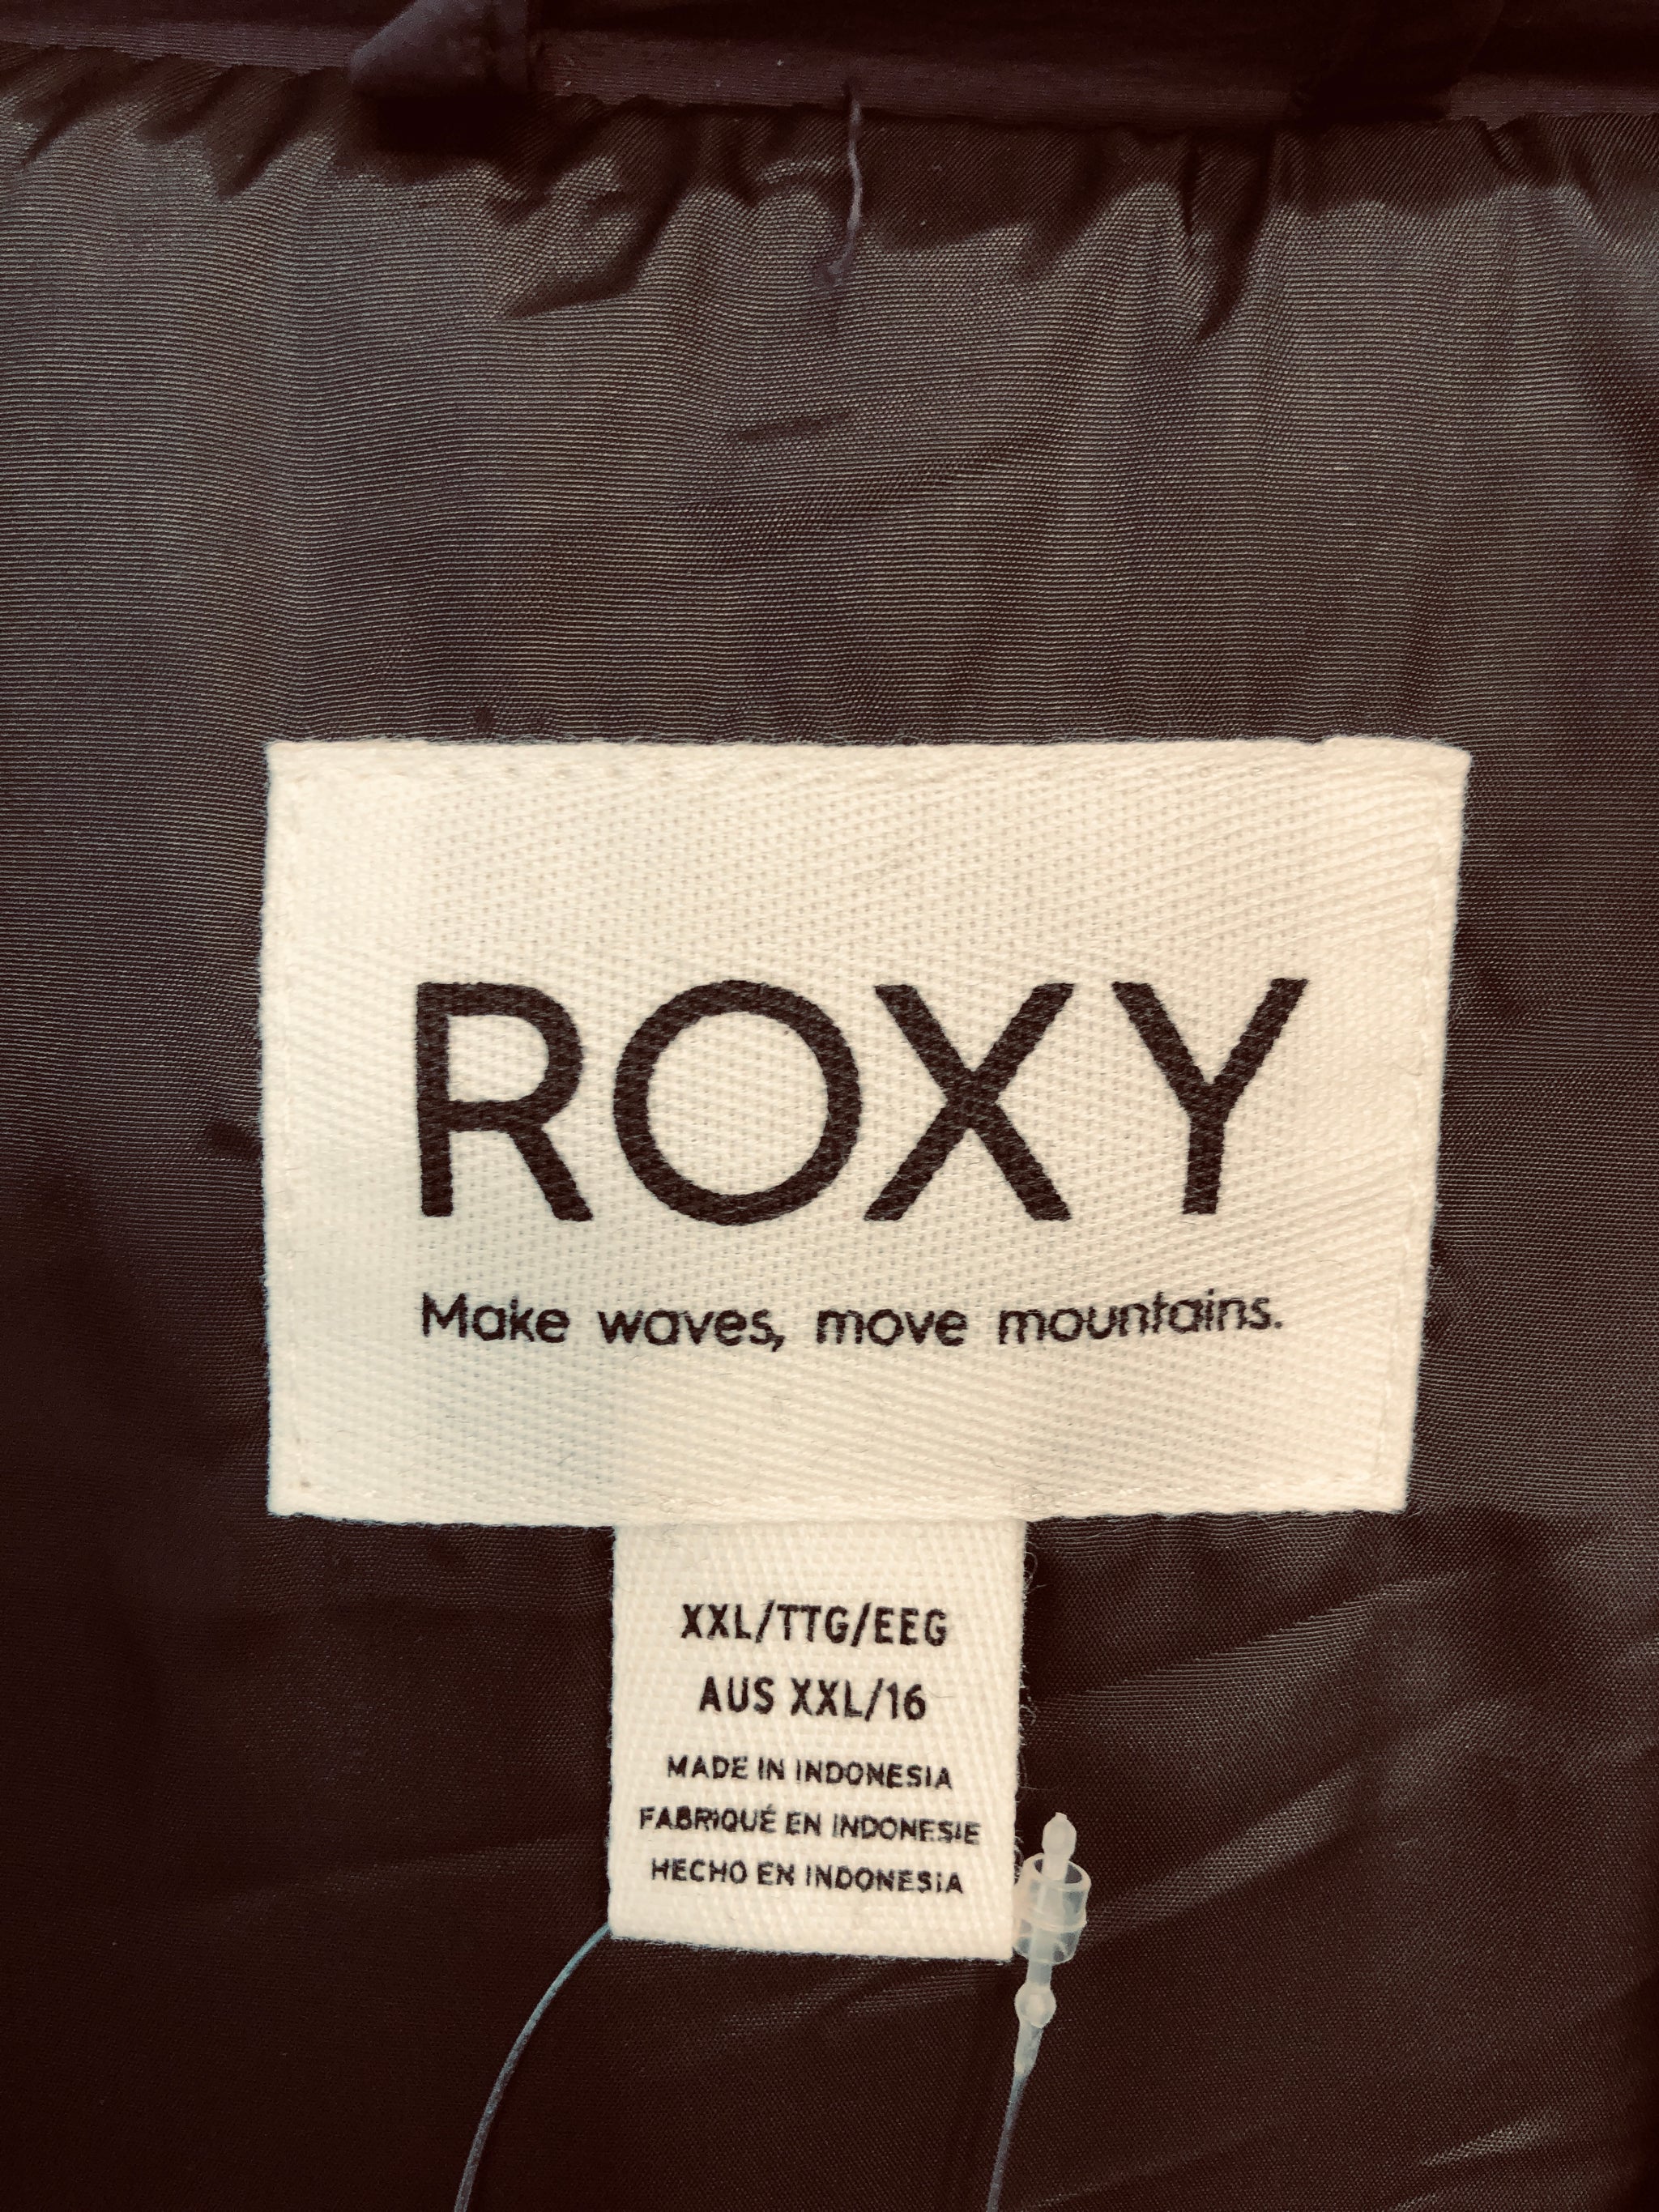 ROXY
Make waves, move mountains.
XXL/TTG/EEG
AUS XXL/16
MADE IN INDONESIA
FABRIQUÉ EN INDONESIE
HECHO EN INDONESIA